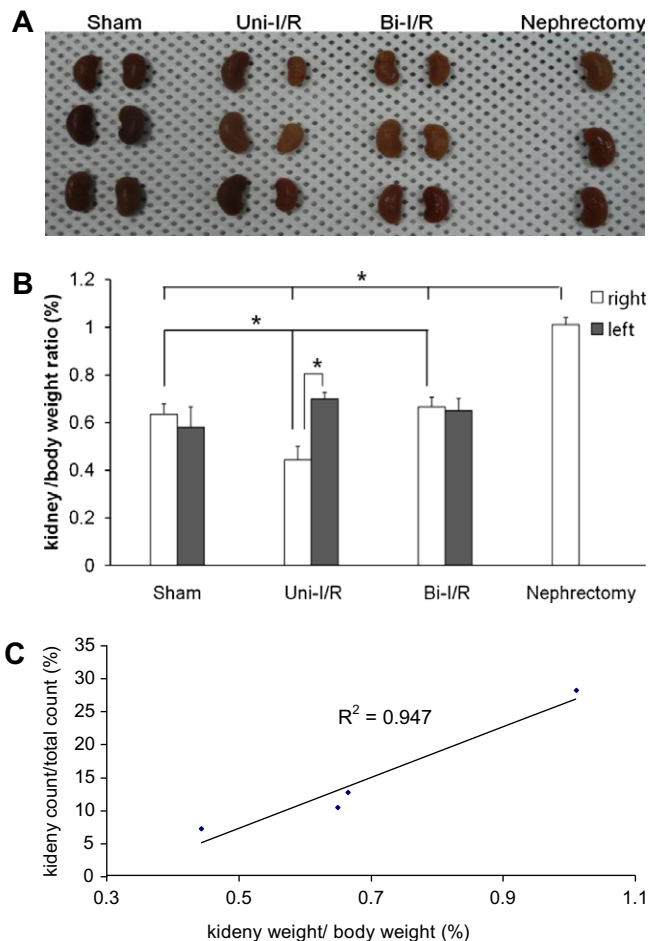 A
Sham Uni-I/R Bi-I/R Nephrectomy
B
kidney /body weight ratio (%)
1.2
1
0.8
0.6
0.4
0.2
0
* * *
right
left
Sham Uni-I/R Bi-I/R Nephrectomy
C
kideny count/total count (%)
35
30
25
20
15
10
5
0
R² = 0.947
0.3 0.5 0.7 0.9 1.1
kideny weight/ body weight (%)